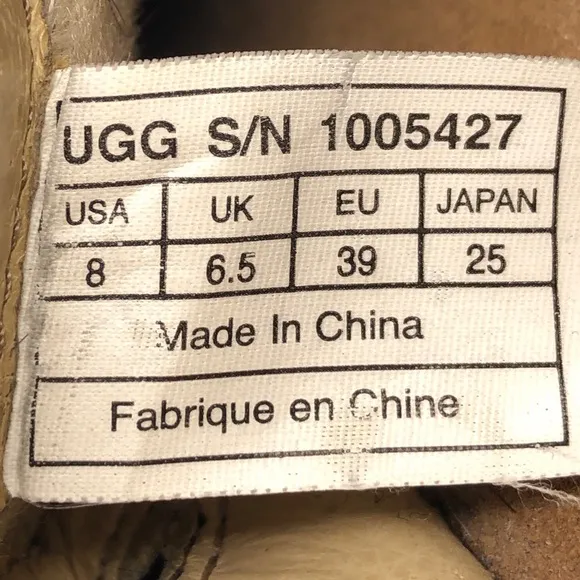 UGG S/N 1005427
USA UK EU JAPAN
8 6.5 39 25
Made In China
Fabrique en Chine